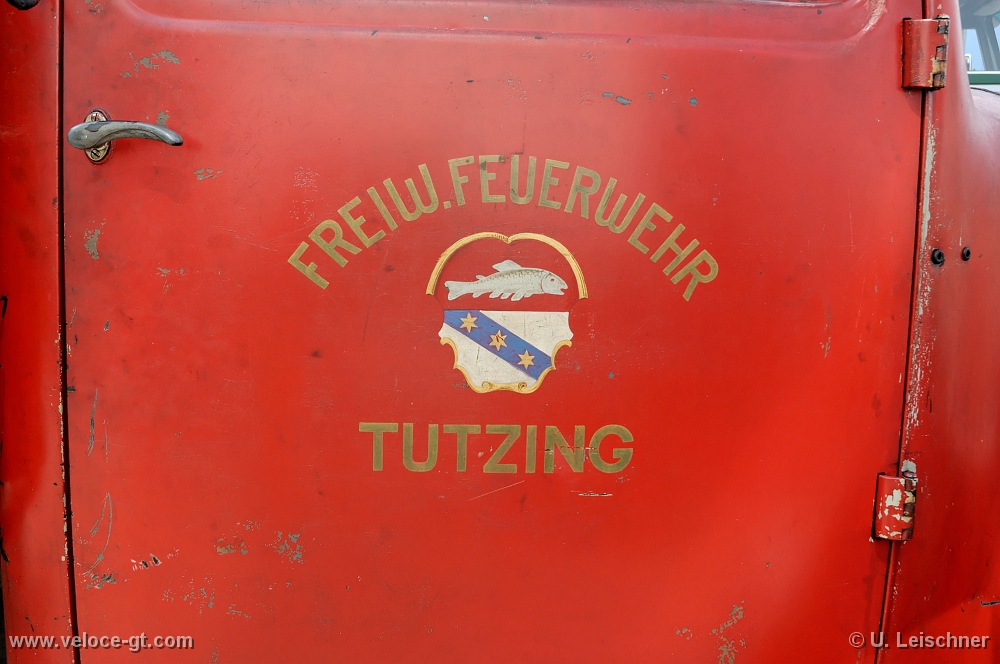 FREIW. FEUERWEHR
TUTZING
www.veloce-gt.com
© U. Leischner